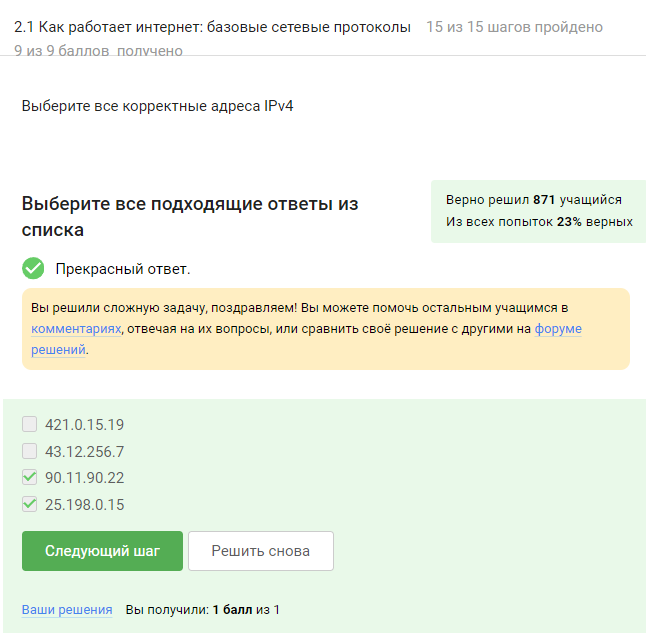 2.1 Как работает интернет: базовые сетевые протоколы 15 из 15 шагов пройдено
9 из 9 баллов получено
Выберите все корректные адреса IPv4
Выберите все подходящие ответы из
списка
Верно решил 871 учащийся
Из всех попыток 23% верных
Прекрасный ответ.
Вы решили сложную задачу, поздравляем! Вы можете помочь остальным учащимся в
комментариях, отвечая на их вопросы, или сравнить своё решение с другими на форуме
решений.
421.0.15.19
43.12.256.7
90.11.90.22
25.198.0.15
Следующий шаг Решить снова
Ваши решения Вы получили: 1 балл из 1